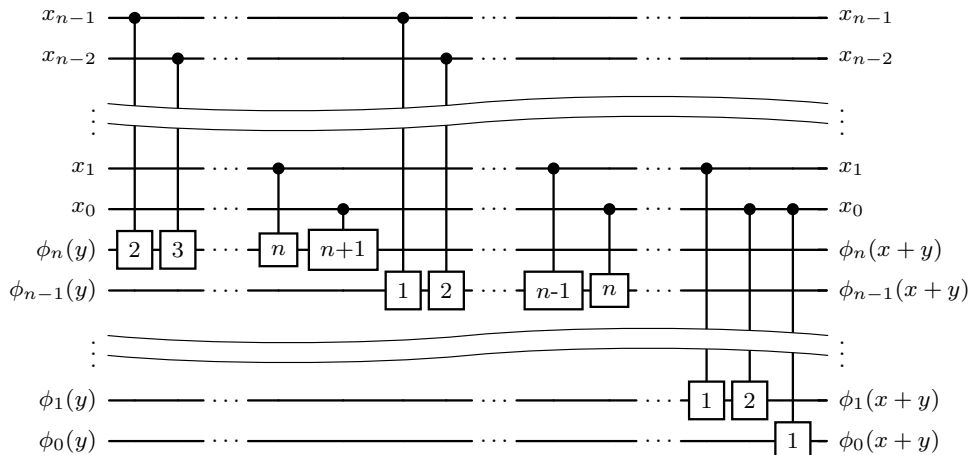 x_{n−1} ··· ··· ··· x_{n−1}
x_{n−2} ··· ··· ··· x_{n−2}
⋮ ⋮
x_1 ··· ··· ··· x_1
x_0 ··· ··· ··· x_0
ϕ_n(y) 2 3 ··· n n+1 ··· ··· ϕ_n(x + y)
ϕ_{n−1}(y) ··· 1 2 ··· n-1 n ··· ϕ_{n−1}(x + y)
⋮ ⋮
ϕ_1(y) ··· ··· ··· 1 2 ϕ_1(x + y)
ϕ_0(y) ··· ··· ··· 1 ϕ_0(x + y)